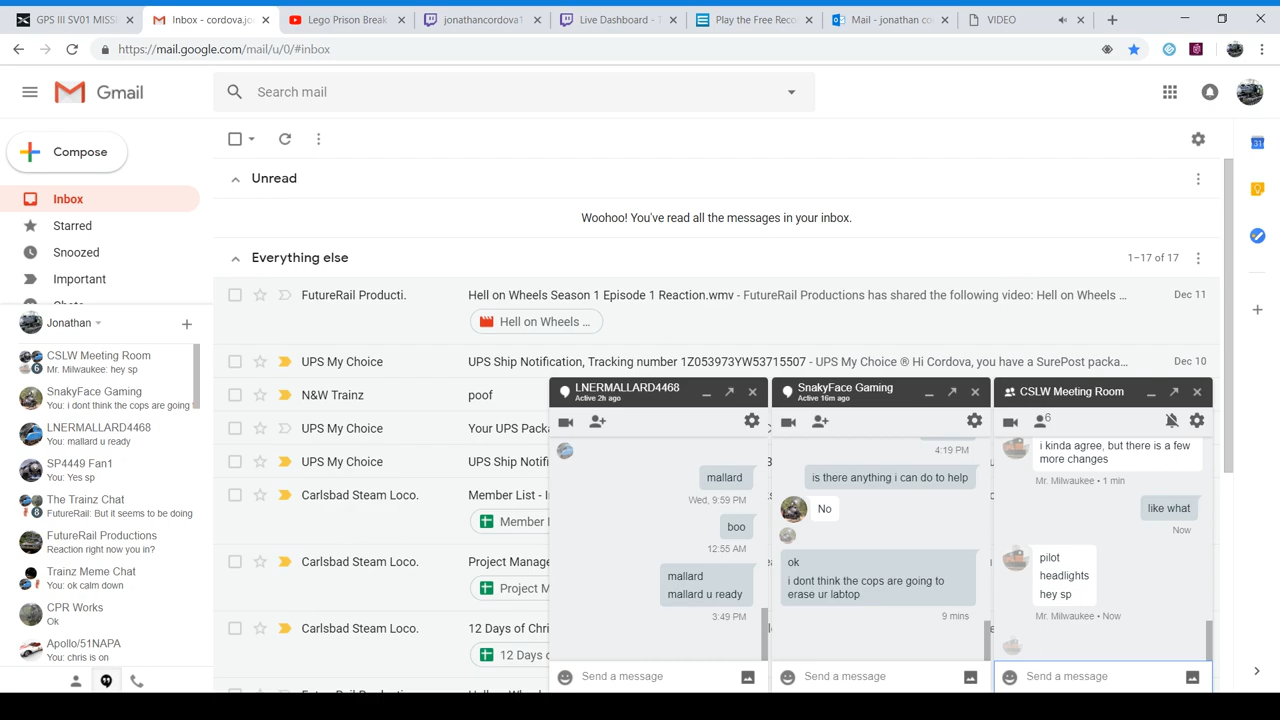 GPS III SV01 MISSI
Inbox - cordova.jon
Lego Prison Break
jonathancordova1
Live Dashboard - T
Play the Free Reco
Mail - jonathan co
VIDEO
https://mail.google.com/mail/u/0/#inbox
Gmail
Search mail
Compose
Inbox
Starred
Snoozed
Important
Chats
Jonathan
CSLW Meeting Room
Mr. Milwaukee: hey sp
6
SnakyFace Gaming
You: i dont think the cops are going
LNERMALLARD4468
You: mallard u ready
SP4449 Fan1
You: Yes sp
The Trainz Chat
FutureRail: But it seems to be doing
8
FutureRail Productions
Reaction right now you in?
Trainz Meme Chat
You: ok calm down
CPR Works
Ok
Apollo/51NAPA
You: chris is on
Unread
Woohoo! You've read all the messages in your inbox.
Everything else
1–17 of 17
FutureRail Producti. Hell on Wheels Season 1 Episode 1 Reaction.wmv - FutureRail Productions has shared the following video: Hell on Wheels ... Dec 11
Hell on Wheels ...
UPS My Choice UPS Ship Notification, Tracking number 1Z053973YW53715507 - UPS My Choice ® Hi Cordova, you have a SurePost packa... Dec 10
N&W Trainz poof
UPS My Choice Your UPS Packa
UPS My Choice UPS Ship Notific
Carlsbad Steam Loco. Member List - I
Member
Carlsbad Steam Loco. Project Manage
Project M
Carlsbad Steam Loco. 12 Days of Chri
12 Days o
LNERMALLARD4468
Active 2h ago
mallard
Wed, 9:59 PM
boo
12:55 AM
mallard
mallard u ready
3:49 PM
Send a message
SnakyFace Gaming
Active 16m ago
4:19 PM
is there anything i can do to help
No
ok
i dont think the cops are going to
erase ur labtop
9 mins
Send a message
CSLW Meeting Room
6
i kinda agree, but there is a few
more changes
Mr. Milwaukee • 1 min
like what
Now
pilot
headlights
hey sp
Mr. Milwaukee • Now
Send a message
31